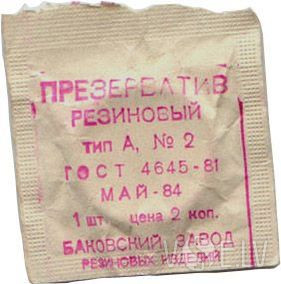 ПРЕЗЕРВАТИВ
РЕЗИНОВЫЙ
ТИП А, № 2
ГОСТ 4645-81
МАЙ-84
1 шт. цена 2 коп.
БАКОВСКИЙ ЗАВОД
РЕЗИНОВЫХ ИЗДЕЛИЙ